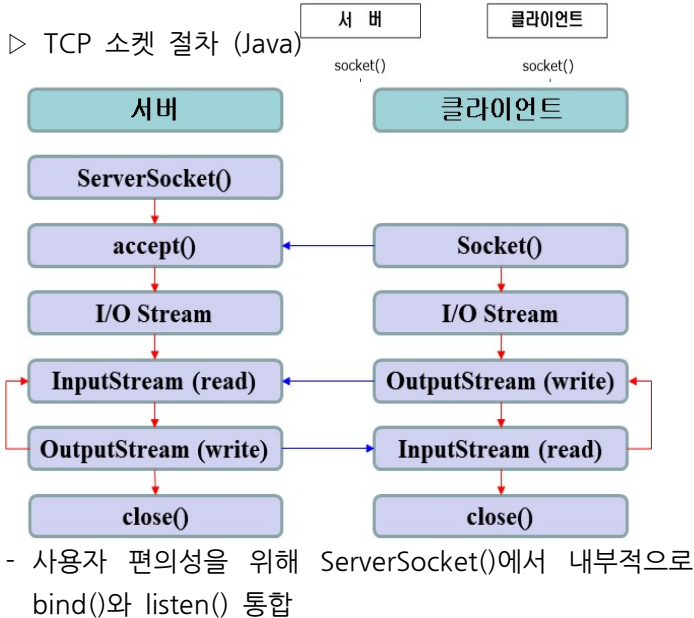 서 버
클라이언트
▷ TCP 소켓 절차 (Java)
socket()
socket()
서버
클라이언트
ServerSocket()
accept()
Socket()
I/O Stream
I/O Stream
InputStream (read)
OutputStream (write)
OutputStream (write)
InputStream (read)
close()
close()
- 사용자 편의성을 위해 ServerSocket()에서 내부적으로
bind()와 listen() 통합